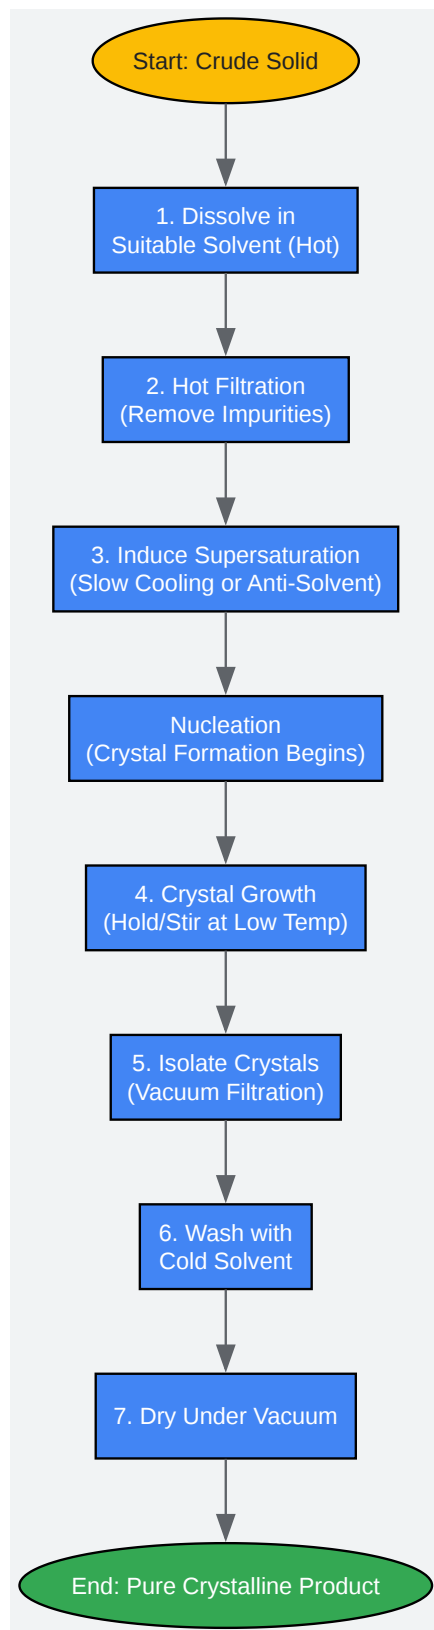 Start: Crude Solid
1. Dissolve in
Suitable Solvent (Hot)
2. Hot Filtration
(Remove Impurities)
3. Induce Supersaturation
(Slow Cooling or Anti-Solvent)
Nucleation
(Crystal Formation Begins)
4. Crystal Growth
(Hold/Stir at Low Temp)
5. Isolate Crystals
(Vacuum Filtration)
6. Wash with
Cold Solvent
7. Dry Under Vacuum
End: Pure Crystalline Product